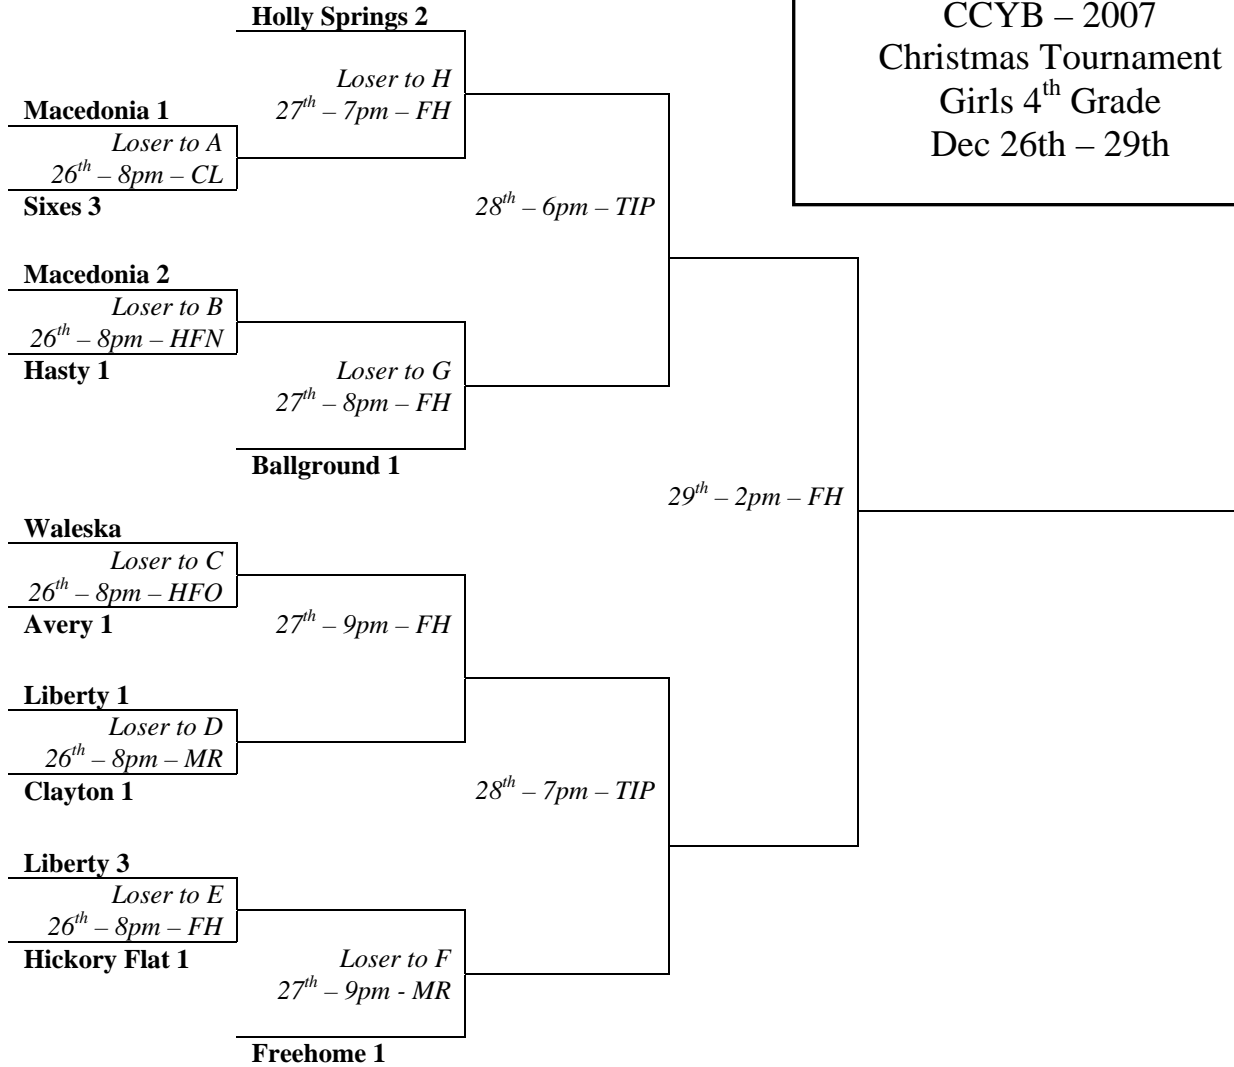 Holly Springs 2
CCYB – 2007
Christmas Tournament
Girls 4th Grade
Dec 26th – 29th
Loser to H
27th – 7pm – FH
Macedonia 1
Loser to A
26th – 8pm – CL
Sixes 3
28th – 6pm – TIP
Macedonia 2
Loser to B
26th – 8pm – HFN
Hasty 1
Loser to G
27th – 8pm – FH
Ballground 1
29th – 2pm – FH
Waleska
Loser to C
26th – 8pm – HFO
Avery 1
27th – 9pm – FH
Liberty 1
Loser to D
26th – 8pm – MR
Clayton 1
28th – 7pm – TIP
Liberty 3
Loser to E
26th – 8pm – FH
Hickory Flat 1
Loser to F
27th – 9pm - MR
Freehome 1